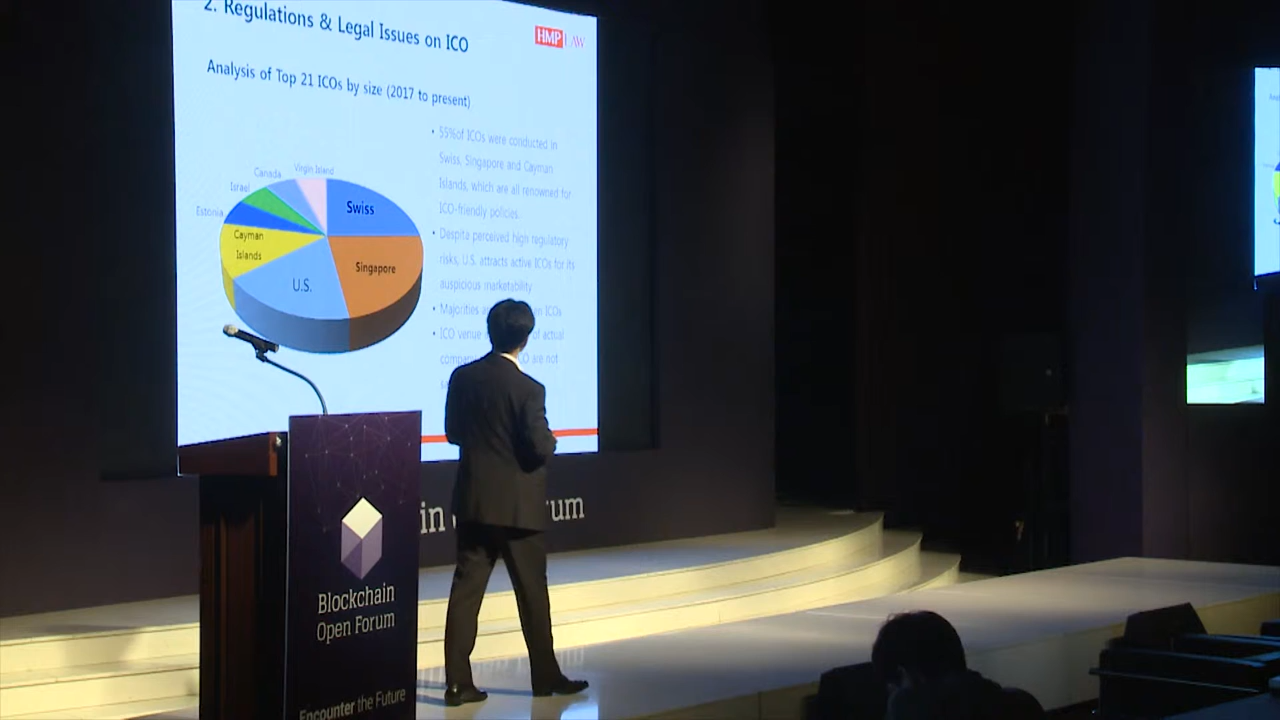 2. Regulations & Legal Issues on ICO
HMP LAW
Analysis of Top 21 ICOs by size (2017 to present)
• 55%of ICOs were conducted in
Swiss, Singapore and Cayman
Islands, which are all renowned for
ICO-friendly policies.
• Despite perceived high regulatory
risks, U.S. attracts active ICOs for its
auspicious marketability
• Majorities en ICOs
• ICO venue of actual
are not
Virgin Island
Canada
Israel
Estonia
Swiss
Cayman
Islands
Singapore
U.S.
in um
Blockchain
Open Forum
Encounter the Future